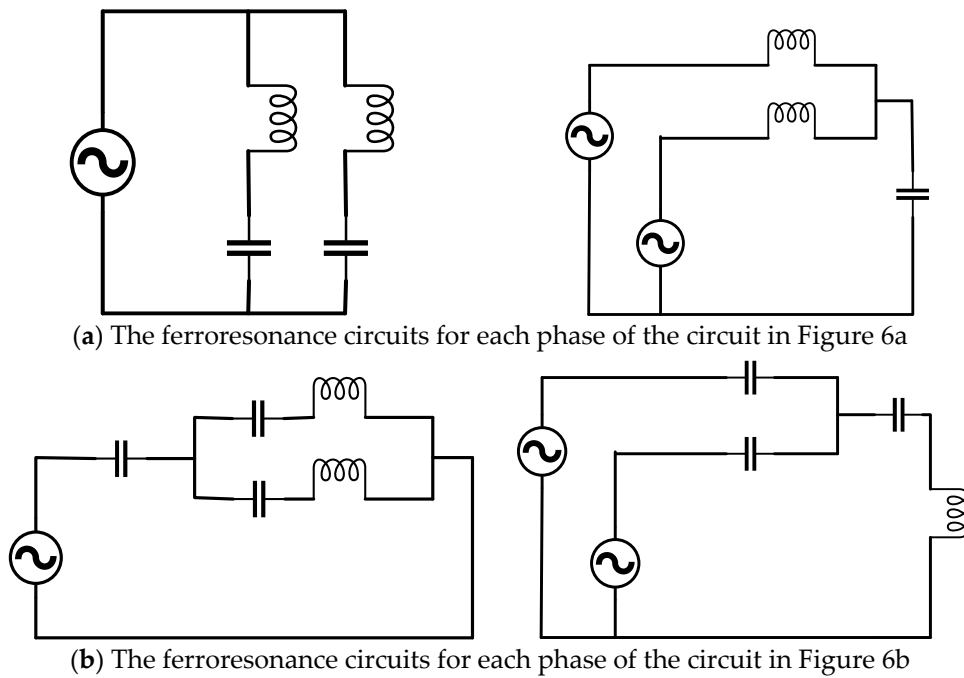 (a) The ferroresonance circuits for each phase of the circuit in Figure 6a
(b) The ferroresonance circuits for each phase of the circuit in Figure 6b